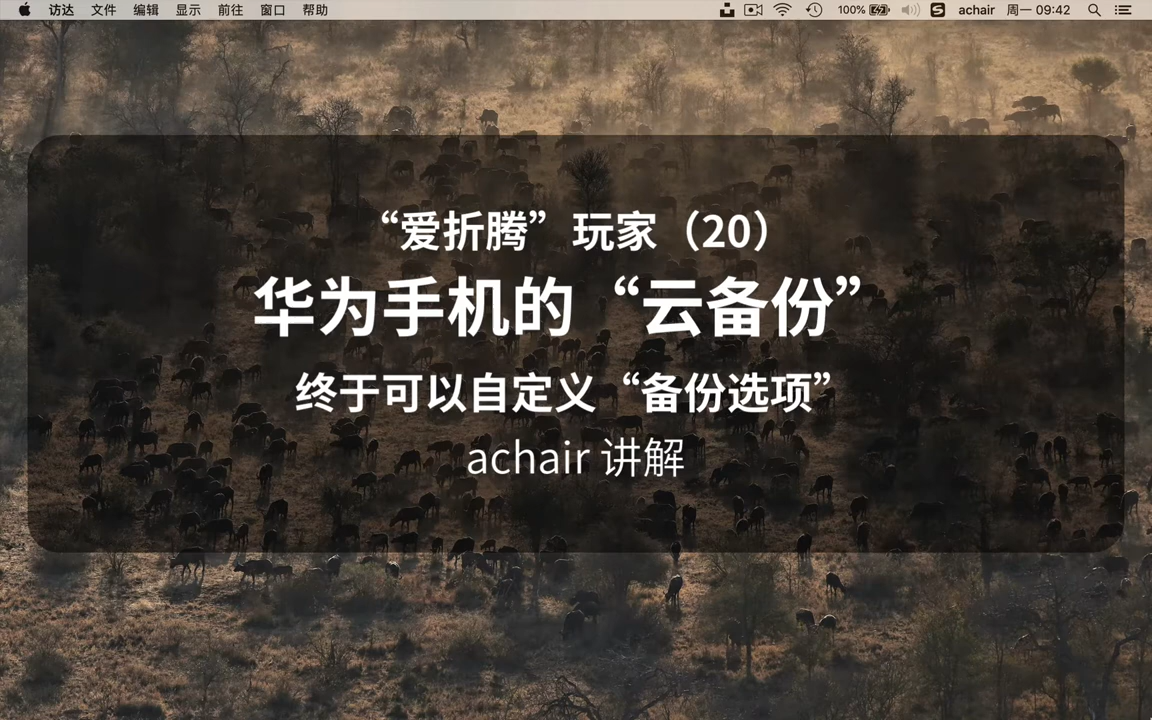 访达 文件 编辑 显示 前往 窗口 帮助 100% achair 周一 09:42
“爱折腾”玩家（20）
华为手机的“云备份”
终于可以自定义“备份选项”
achair 讲解